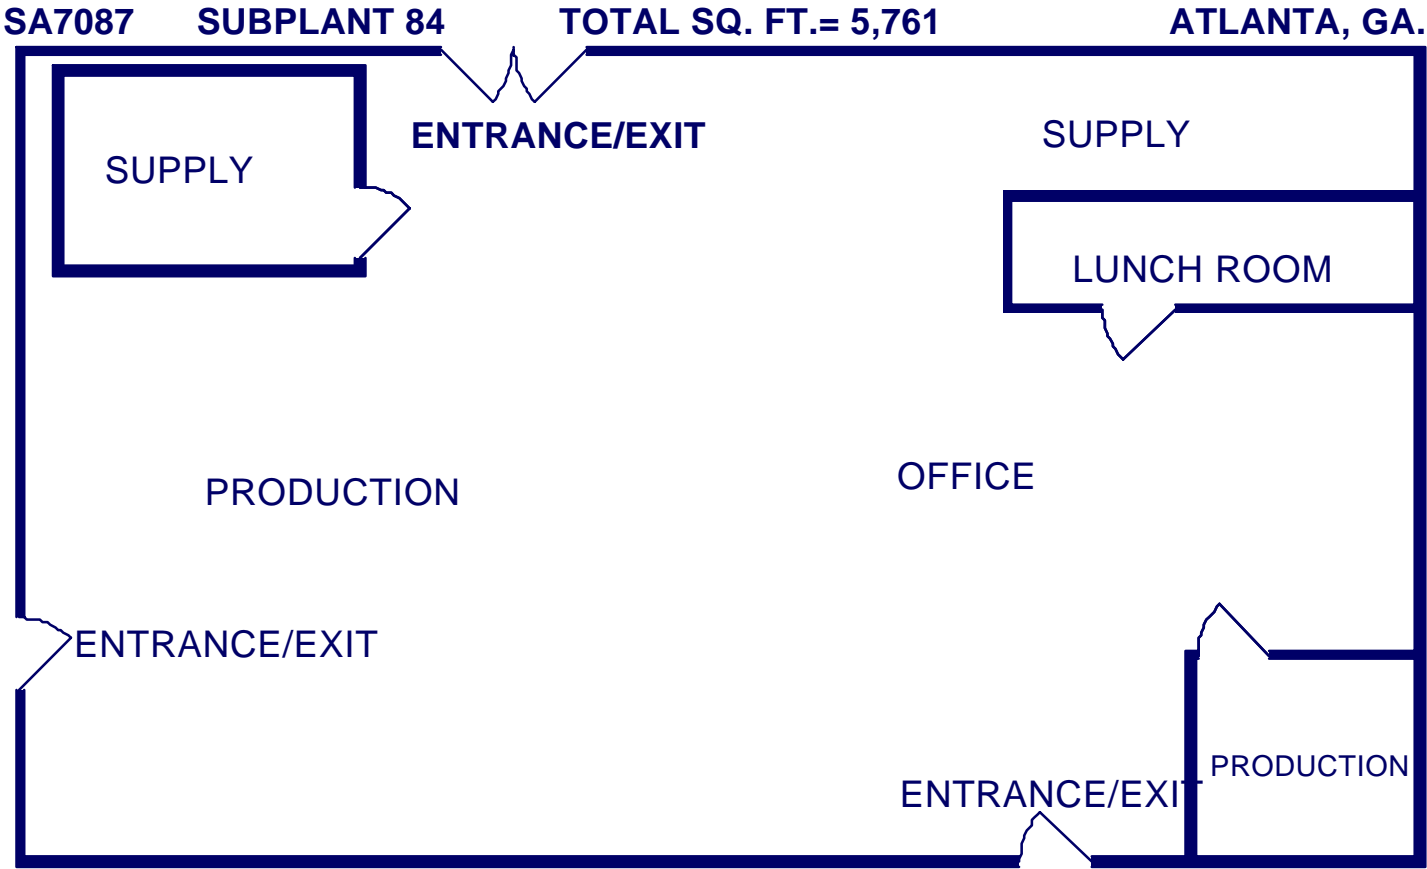 SA7087 SUBPLANT 84 TOTAL SQ. FT.= 5,761 ATLANTA, GA.
ENTRANCE/EXIT
SUPPLY
SUPPLY
LUNCH ROOM
PRODUCTION
OFFICE
ENTRANCE/EXIT
PRODUCTION
ENTRANCE/EXIT